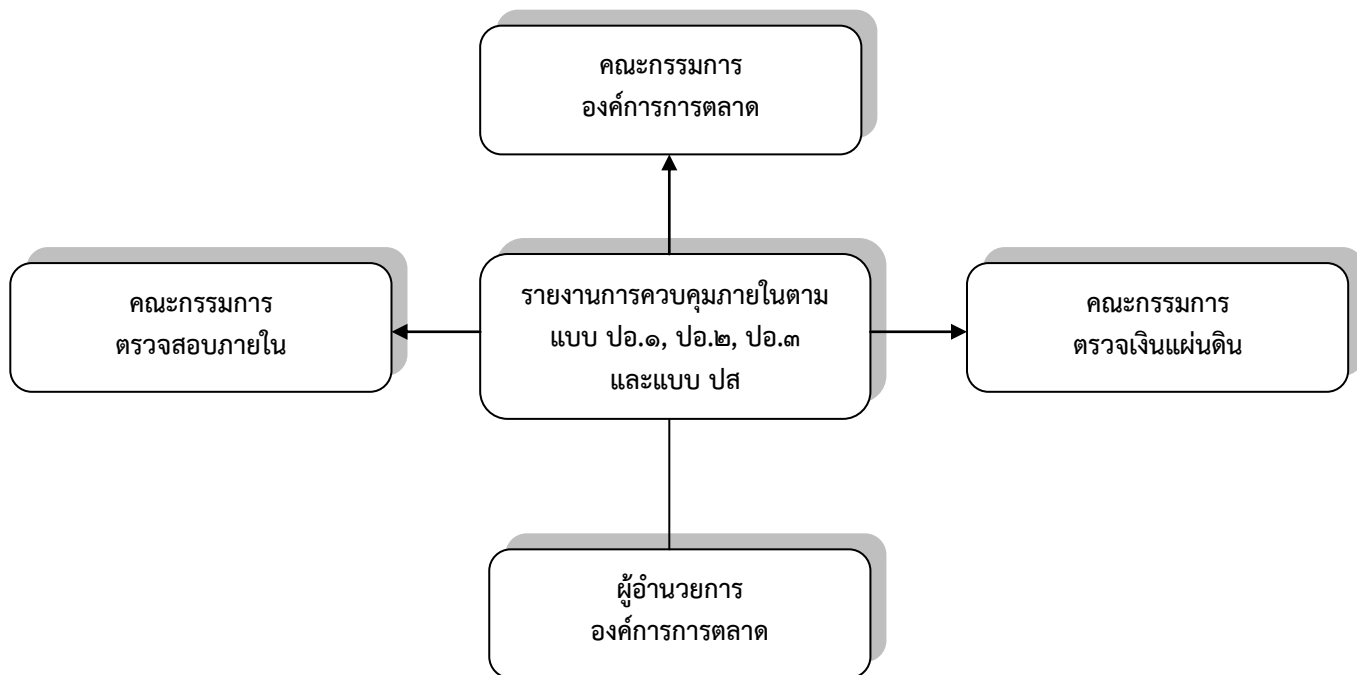 คณะกรรมการ
องค์การการตลาด
คณะกรรมการ
ตรวจสอบภายใน
รายงานการควบคุมภายในตาม
แบบ ปอ.๑, ปอ.๒, ปอ.๓
และแบบ ปส
คณะกรรมการ
ตรวจเงินแผ่นดิน
ผู้อำนวยการ
องค์การการตลาด